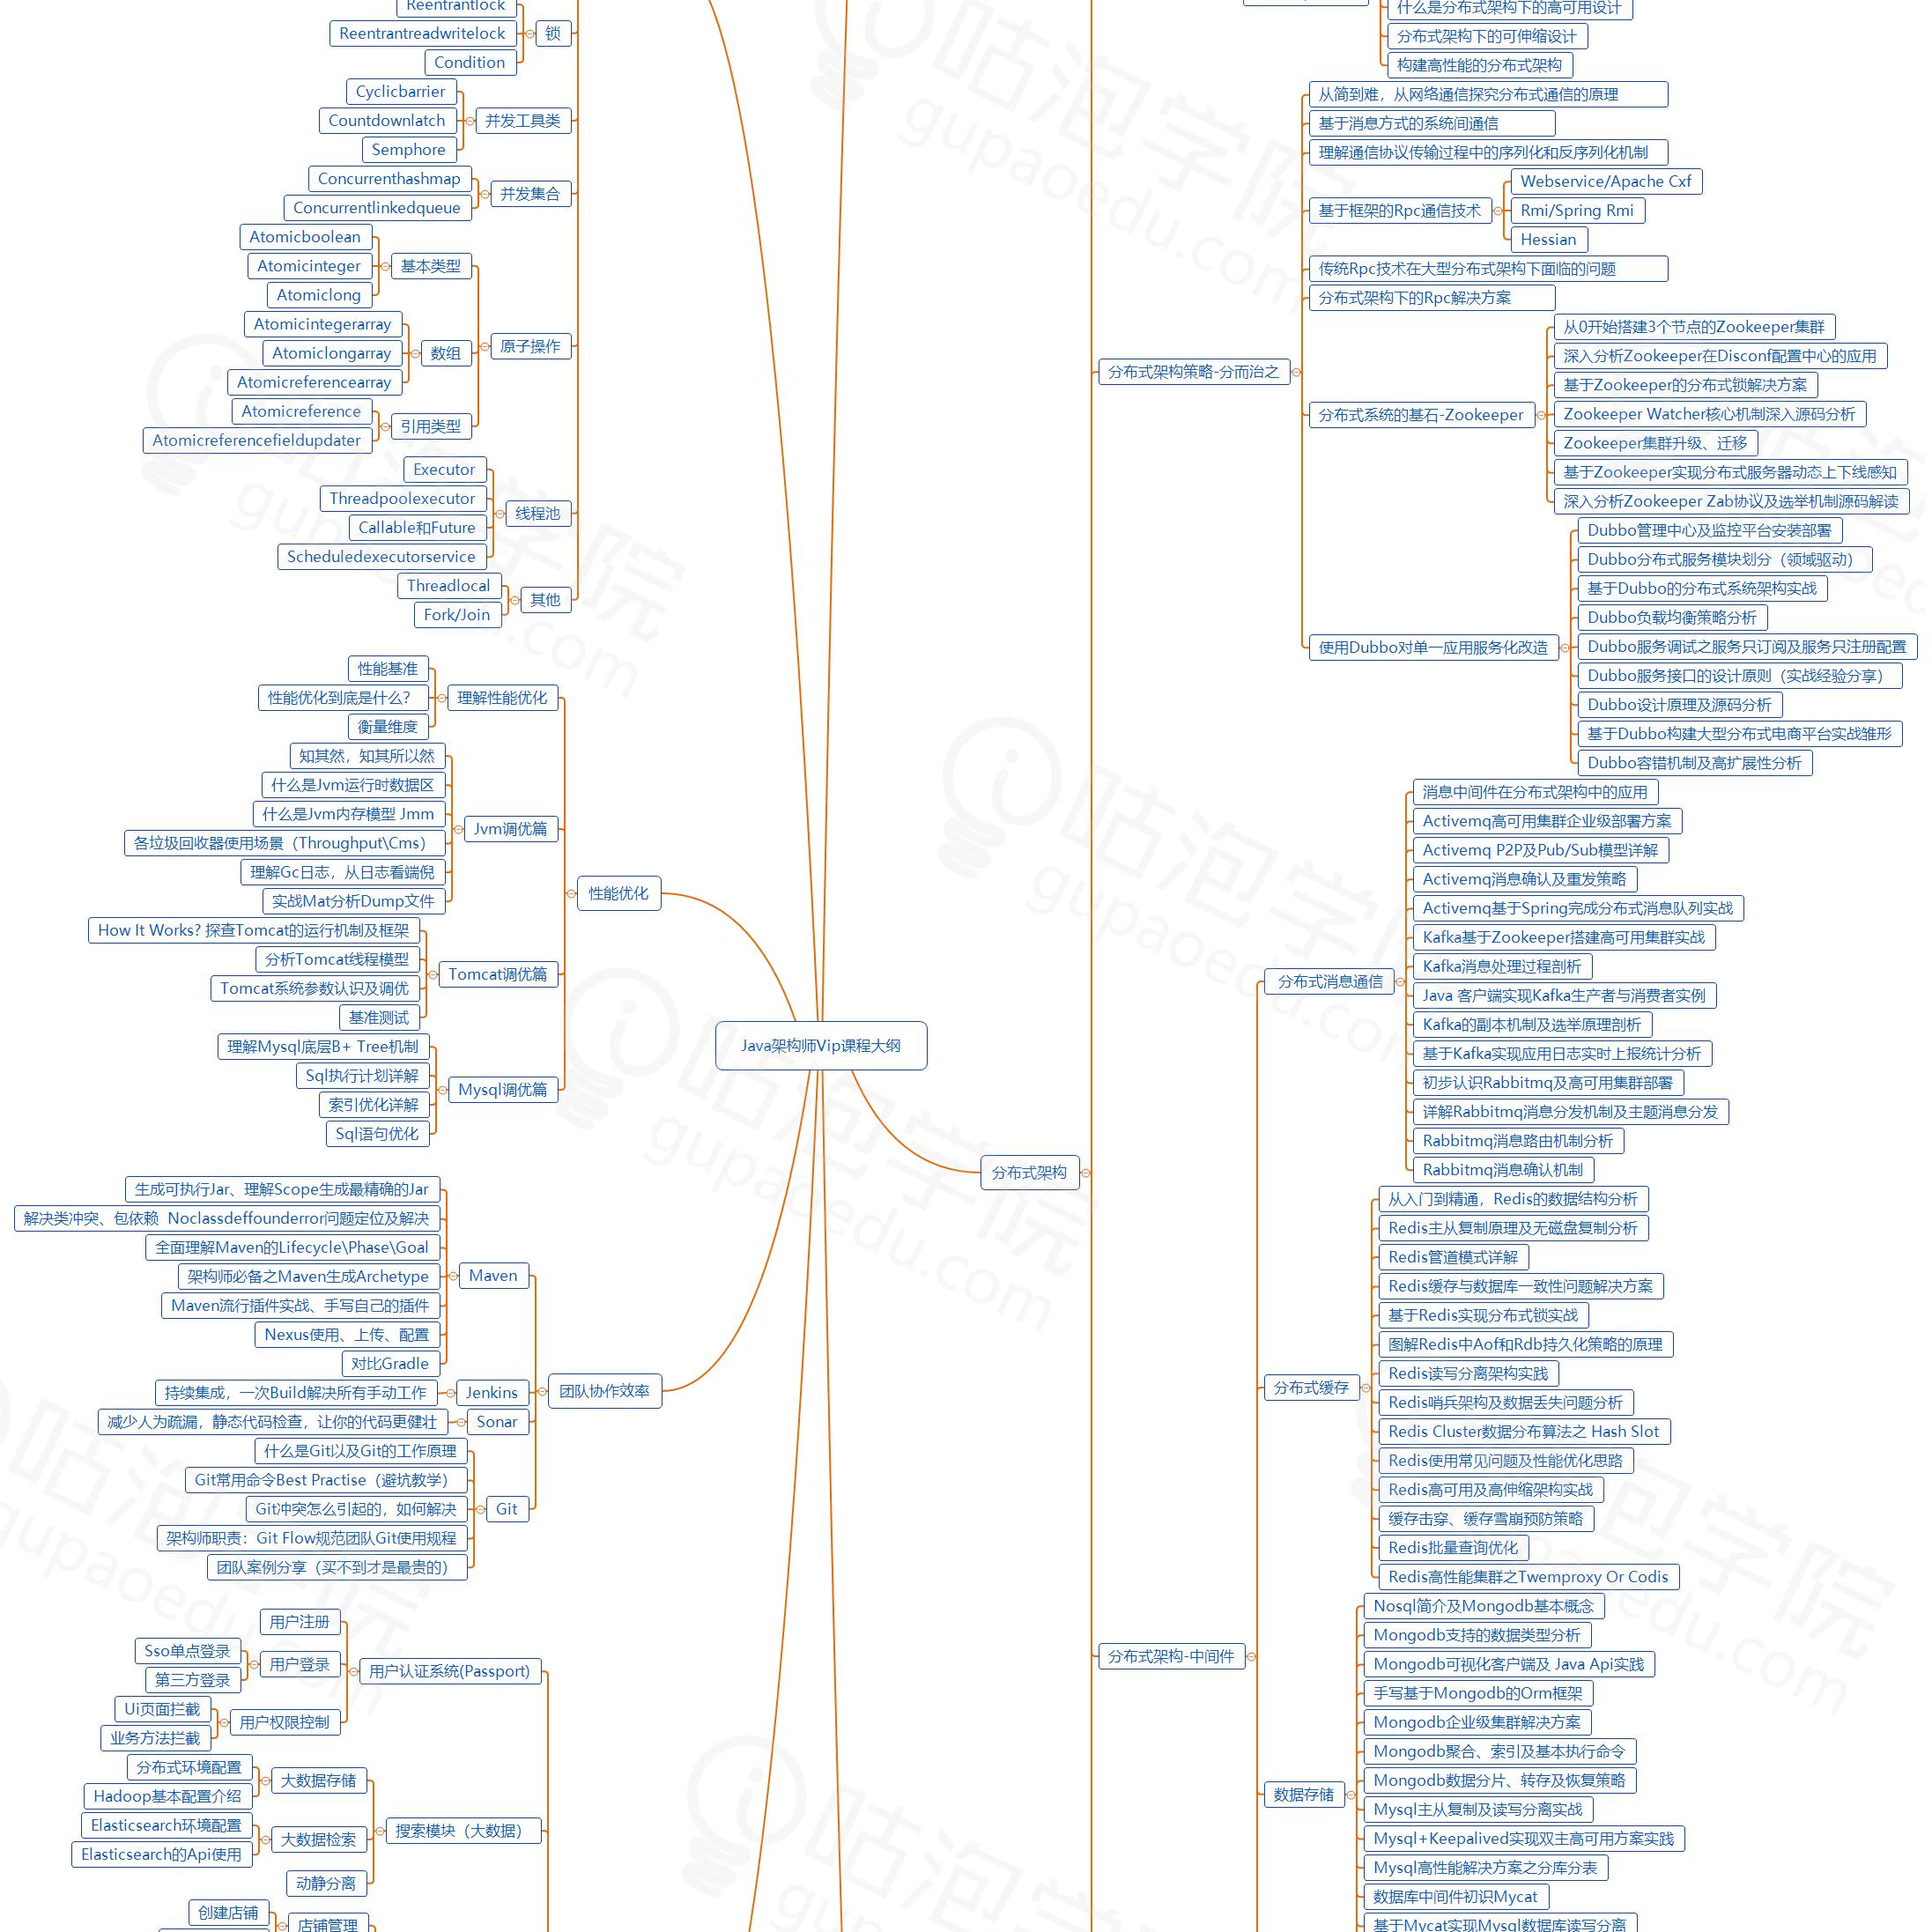 Reentrantlock
Reentrantreadwritelock
Condition
锁
Cyclicbarrier
Countdownlatch
Semphore
并发工具类
Concurrenthashmap
Concurrentlinkedqueue
并发集合
Atomicboolean
Atomicinteger
Atomiclong
基本类型
Atomicintegerarray
Atomiclongarray
Atomicreferencearray
数组
Atomicreference
Atomicreferencefieldupdater
引用类型
原子操作
Executor
Threadpoolexecutor
Callable和Future
Scheduledexecutorservice
线程池
Threadlocal
Fork/Join
其他
性能基准
性能优化到底是什么?
衡量维度
理解性能优化
知其然，知其所以然
什么是Jvm运行时数据区
什么是Jvm内存模型 Jmm
各垃圾回收器使用场景（Throughput\Cms）
理解Gc日志，从日志看端倪
实战Mat分析Dump文件
Jvm调优篇
How It Works? 探查Tomcat的运行机制及框架
分析Tomcat线程模型
Tomcat系统参数认识及调优
基准测试
Tomcat调优篇
理解Mysql底层B+ Tree机制
Sql执行计划详解
索引优化详解
Sql语句优化
Mysql调优篇
性能优化
生成可执行Jar、理解Scope生成最精确的Jar
解决类冲突、包依赖 Noclassdeffounderror问题定位及解决
全面理解Maven的Lifecycle\Phase\Goal
架构师必备之Maven生成Archetype
Maven流行插件实战、手写自己的插件
Nexus使用、上传、配置
对比Gradle
Maven
持续集成，一次Build解决所有手动工作
Jenkins
减少人为疏漏，静态代码检查，让你的代码更健壮
Sonar
什么是Git以及Git的工作原理
Git常用命令Best Practise（避坑教学）
Git冲突怎么引起的，如何解决
架构师职责：Git Flow规范团队Git使用规程
团队案例分享（买不到才是最贵的）
Git
团队协作效率
用户注册
Sso单点登录
第三方登录
用户登录
Ui页面拦截
业务方法拦截
用户权限控制
用户认证系统(Passport)
分布式环境配置
Hadoop基本配置介绍
大数据存储
Elasticsearch环境配置
Elasticsearch的Api使用
大数据检索
动静分离
搜索模块（大数据）
创建店铺
店铺管理
Java架构师Vip课程大纲
分布式架构
什么是分布式架构下的高可用设计
分布式架构下的可伸缩设计
构建高性能的分布式架构
分布式架构策略-分而治之
从简到难，从网络通信探究分布式通信的原理
基于消息方式的系统间通信
理解通信协议传输过程中的序列化和反序列化机制
基于框架的Rpc通信技术
Webservice/Apache Cxf
Rmi/Spring Rmi
Hessian
传统Rpc技术在大型分布式架构下面临的问题
分布式架构下的Rpc解决方案
分布式系统的基石-Zookeeper
从0开始搭建3个节点的Zookeeper集群
深入分析Zookeeper在Disconf配置中心的应用
基于Zookeeper的分布式锁解决方案
Zookeeper Watcher核心机制深入源码分析
Zookeeper集群升级、迁移
基于Zookeeper实现分布式服务器动态上下线感知
深入分析Zookeeper Zab协议及选举机制源码解读
使用Dubbo对单一应用服务化改造
Dubbo管理中心及监控平台安装部署
Dubbo分布式服务模块划分（领域驱动）
基于Dubbo的分布式系统架构实战
Dubbo负载均衡策略分析
Dubbo服务调试之服务只订阅及服务只注册配置
Dubbo服务接口的设计原则（实战经验分享）
Dubbo设计原理及源码分析
基于Dubbo构建大型分布式电商平台实战雏形
Dubbo容错机制及高扩展性分析
分布式架构-中间件
分布式消息通信
消息中间件在分布式架构中的应用
Activemq高可用集群企业级部署方案
Activemq P2P及Pub/Sub模型详解
Activemq消息确认及重发策略
Activemq基于Spring完成分布式消息队列实战
Kafka基于Zookeeper搭建高可用集群实战
Kafka消息处理过程剖析
Java 客户端实现Kafka生产者与消费者实例
Kafka的副本机制及选举原理剖析
基于Kafka实现应用日志实时上报统计分析
初步认识Rabbitmq及高可用集群部署
详解Rabbitmq消息分发机制及主题消息分发
Rabbitmq消息路由机制分析
Rabbitmq消息确认机制
分布式缓存
从入门到精通，Redis的数据结构分析
Redis主从复制原理及无磁盘复制分析
Redis管道模式详解
Redis缓存与数据库一致性问题解决方案
基于Redis实现分布式锁实战
图解Redis中Aof和Rdb持久化策略的原理
Redis读写分离架构实践
Redis哨兵架构及数据丢失问题分析
Redis Cluster数据分布算法之 Hash Slot
Redis使用常见问题及性能优化思路
Redis高可用及高伸缩架构实战
缓存击穿、缓存雪崩预防策略
Redis批量查询优化
Redis高性能集群之Twemproxy Or Codis
数据存储
Nosql简介及Mongodb基本概念
Mongodb支持的数据类型分析
Mongodb可视化客户端及 Java Api实践
手写基于Mongodb的Orm框架
Mongodb企业级集群解决方案
Mongodb聚合、索引及基本执行命令
Mongodb数据分片、转存及恢复策略
Mysql主从复制及读写分离实战
Mysql+Keepalived实现双主高可用方案实践
Mysql高性能解决方案之分库分表
数据库中间件初识Mycat
基于Mycat实现Mysql数据库读写分离
咕泡学院
gupaoedu.com